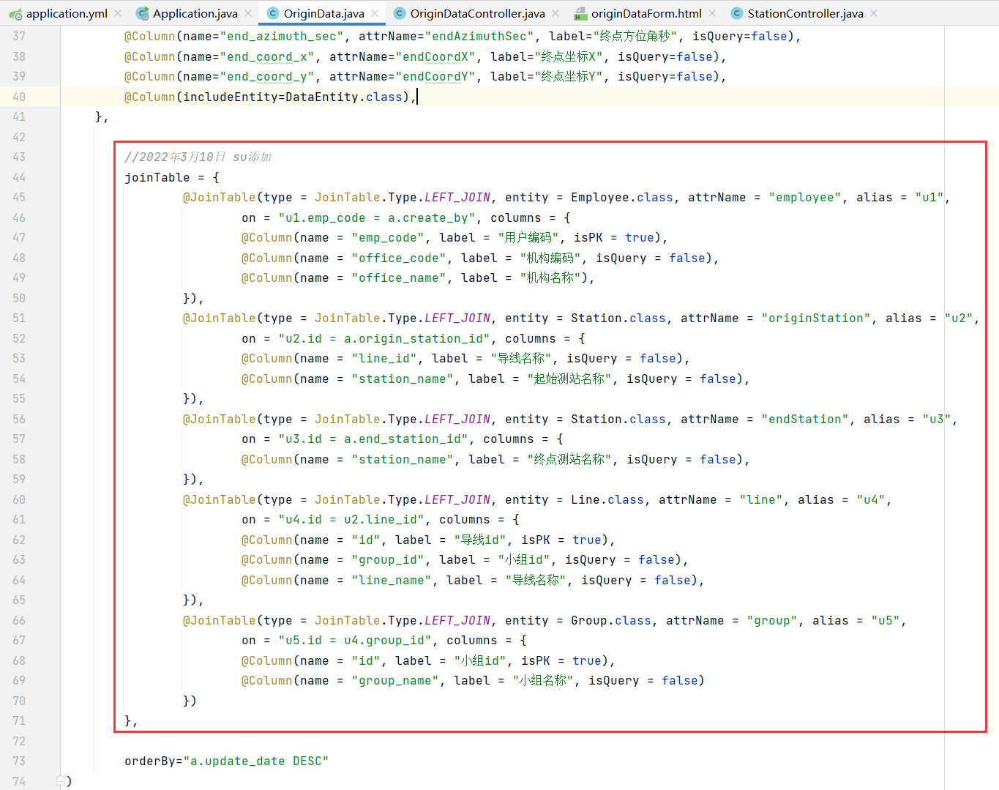 application.yml Application.java OriginData.java OriginDataController.java originDataForm.html StationController.java
37 @Column(name="end_azimuth_sec", attrName="endAzimuthSec", label="终点方位角秒", isQuery=false),
38 @Column(name="end_coord_x", attrName="endCoordX", label="终点坐标X", isQuery=false),
39 @Column(name="end_coord_y", attrName="endCoordY", label="终点坐标Y", isQuery=false),
40 @Column(includeEntity=DataEntity.class),
41 },
42
43 //2022年3月10日 su添加
44 joinTable = {
45 @JoinTable(type = JoinTable.Type.LEFT_JOIN, entity = Employee.class, attrName = "employee", alias = "u1",
46 on = "u1.emp_code = a.create_by", columns = {
47 @Column(name = "emp_code", label = "用户编码", isPK = true),
48 @Column(name = "office_code", label = "机构编码", isQuery = false),
49 @Column(name = "office_name", label = "机构名称"),
50 }),
51 @JoinTable(type = JoinTable.Type.LEFT_JOIN, entity = Station.class, attrName = "originStation", alias = "u2",
52 on = "u2.id = a.origin_station_id", columns = {
53 @Column(name = "line_id", label = "导线名称", isQuery = false),
54 @Column(name = "station_name", label = "起始测站名称", isQuery = false),
55 }),
56 @JoinTable(type = JoinTable.Type.LEFT_JOIN, entity = Station.class, attrName = "endStation", alias = "u3",
57 on = "u3.id = a.end_station_id", columns = {
58 @Column(name = "station_name", label = "终点测站名称", isQuery = false),
59 }),
60 @JoinTable(type = JoinTable.Type.LEFT_JOIN, entity = Line.class, attrName = "line", alias = "u4",
61 on = "u4.id = u2.line_id", columns = {
62 @Column(name = "id", label = "导线id", isPK = true),
63 @Column(name = "group_id", label = "小组id", isQuery = false),
64 @Column(name = "line_name", label = "导线名称", isQuery = false),
65 }),
66 @JoinTable(type = JoinTable.Type.LEFT_JOIN, entity = Group.class, attrName = "group", alias = "u5",
67 on = "u5.id = u4.group_id", columns = {
68 @Column(name = "id", label = "小组id", isPK = true),
69 @Column(name = "group_name", label = "小组名称", isQuery = false)
70 })
71 },
72
73 orderBy="a.update_date DESC"
74 )